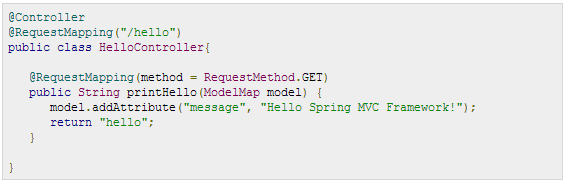 @Controller
@RequestMapping("/hello")
public class HelloController{
@RequestMapping(method = RequestMethod.GET)
public String printHello(ModelMap model) {
model.addAttribute("message", "Hello Spring MVC Framework!");
return "hello";
}
}